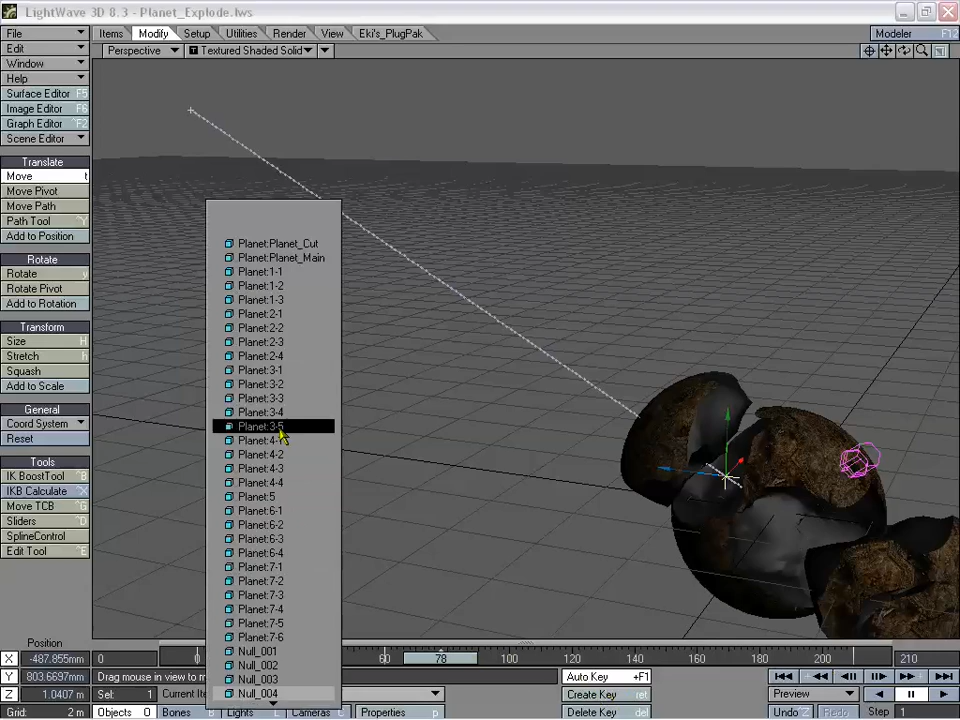 LightWave 3D 8.3 - Planet_Explode.lws
File
Items Modify Setup Utilities Render View Eki's_PlugPak
Modeler F12
Edit
Perspective Textured Shaded Solid
Window
Help
Surface Editor F5
Image Editor F6
Graph Editor ^F2
Scene Editor
Translate
Move t
Move Pivot
Move Path
Path Tool ^Y
Add to Position
Rotate
Rotate y
Rotate Pivot
Add to Rotation
Transform
Size H
Stretch h
Squash
Add to Scale
General
Coord System
Reset
Tools
IK BoostTool ^B
IKB Calculate ^X
Move TCB ^G
Sliders
SplineControl
Edit Tool ^E
Planet:Planet_Cut
Planet:Planet_Main
Planet:1-1
Planet:1-2
Planet:1-3
Planet:2-1
Planet:2-2
Planet:2-3
Planet:2-4
Planet:3-1
Planet:3-2
Planet:3-3
Planet:3-4
Planet:3-5
Planet:4-1
Planet:4-2
Planet:4-3
Planet:4-4
Planet:5
Planet:6-1
Planet:6-2
Planet:6-3
Planet:6-4
Planet:7-1
Planet:7-2
Planet:7-3
Planet:7-4
Planet:7-5
Planet:7-6
Null_001
Null_002
Null_003
Null_004
Position
X -487.855mm 0 0 60 78 100 120 140 160 180 200 210
Y 803.6697mm Drag mouse in view to m Auto Key +F1
Z 1.0407 m Sel: 1 Current Ite Create Key ret Preview
Grid: 2 m Objects O Bones B Lights L Cameras C Properties p Delete Key del Undo ^Z Redo Step 1